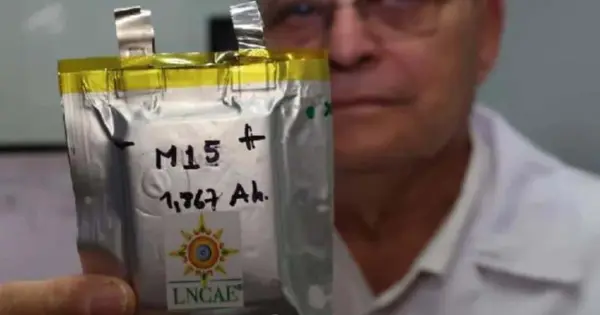 - +
M15
1,867 Ah.
LNCAE